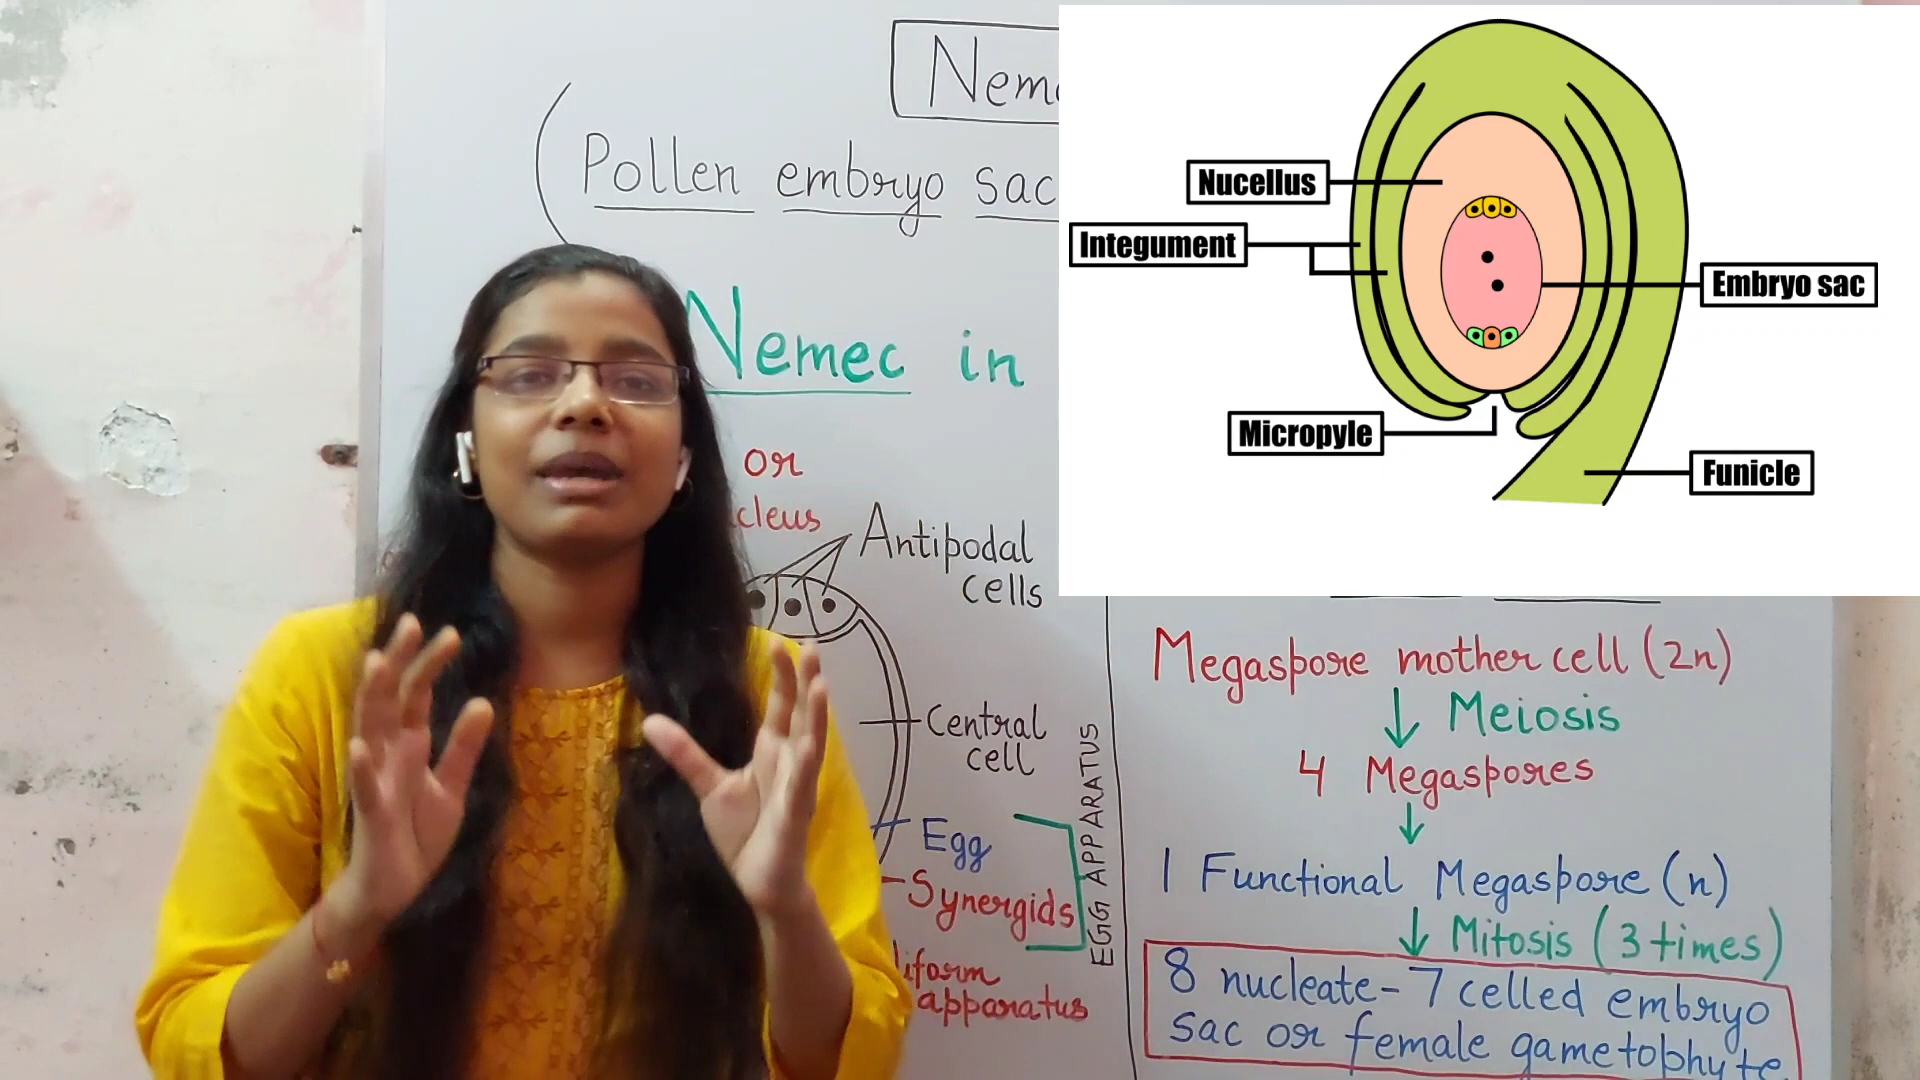 (Pollen embryo sac
Nemec in
or
Antipodal
cells
Central
cell
Egg
Synergids
apparatus
EGG APPARATUS
Nucellus
Integument
Embryo sac
Micropyle
Funicle
Megaspore mother cell (2n)
↓ Meiosis
4 Megaspores
↓
1 Functional Megaspore (n)
↓ Mitosis (3 times)
8 nucleate - 7 celled embryo
sac or female gametophyte